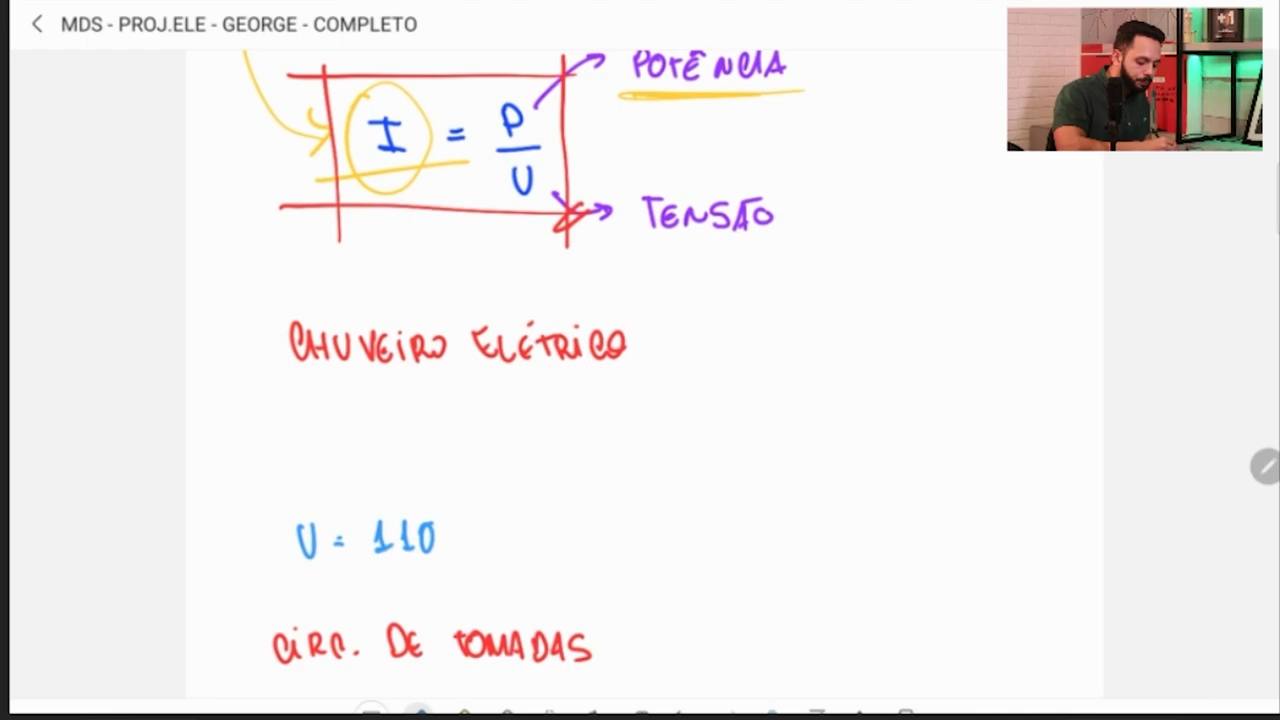 MDS - PROJ.ELE - GEORGE - COMPLETO
POTÊNCIA
I = P
U
TENSÃO
CHUVEIRO ELÉTRICO
U = 110
CIRC. DE TOMADAS